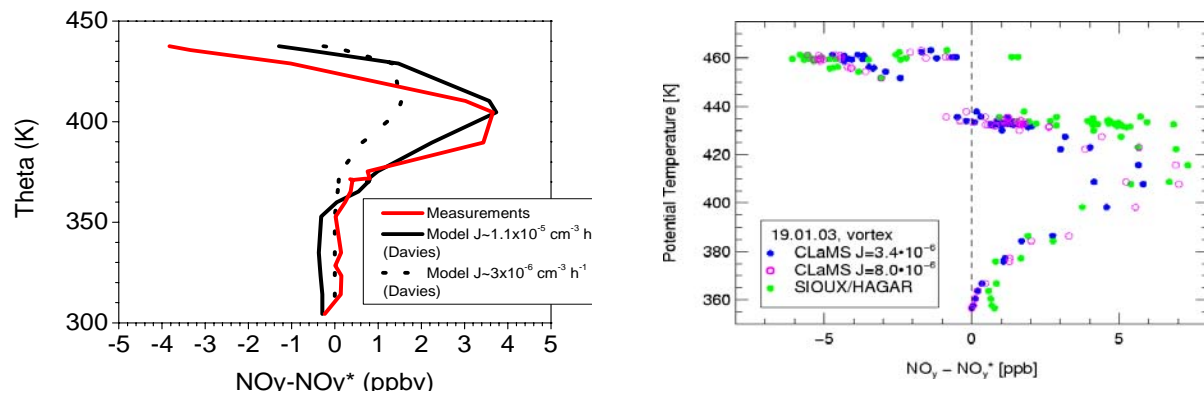 450
400
350
300
Theta (K)
-5 -4 -3 -2 -1 0 1 2 3 4 5
NOy-NOy* (ppbv)
Measurements
Model J~1.1x10⁻⁵ cm⁻³ h
(Davies)
Model J~3x10⁻⁶ cm⁻³ h⁻¹
(Davies)
460
440
420
400
380
360
Potential Temperature [K]
19.01.03, vortex
CLaMS J=3.4•10⁻⁶
CLaMS J=8.0•10⁻⁶
SIOUX/HAGAR
−5 0 5
NOy − NOy* [ppb]